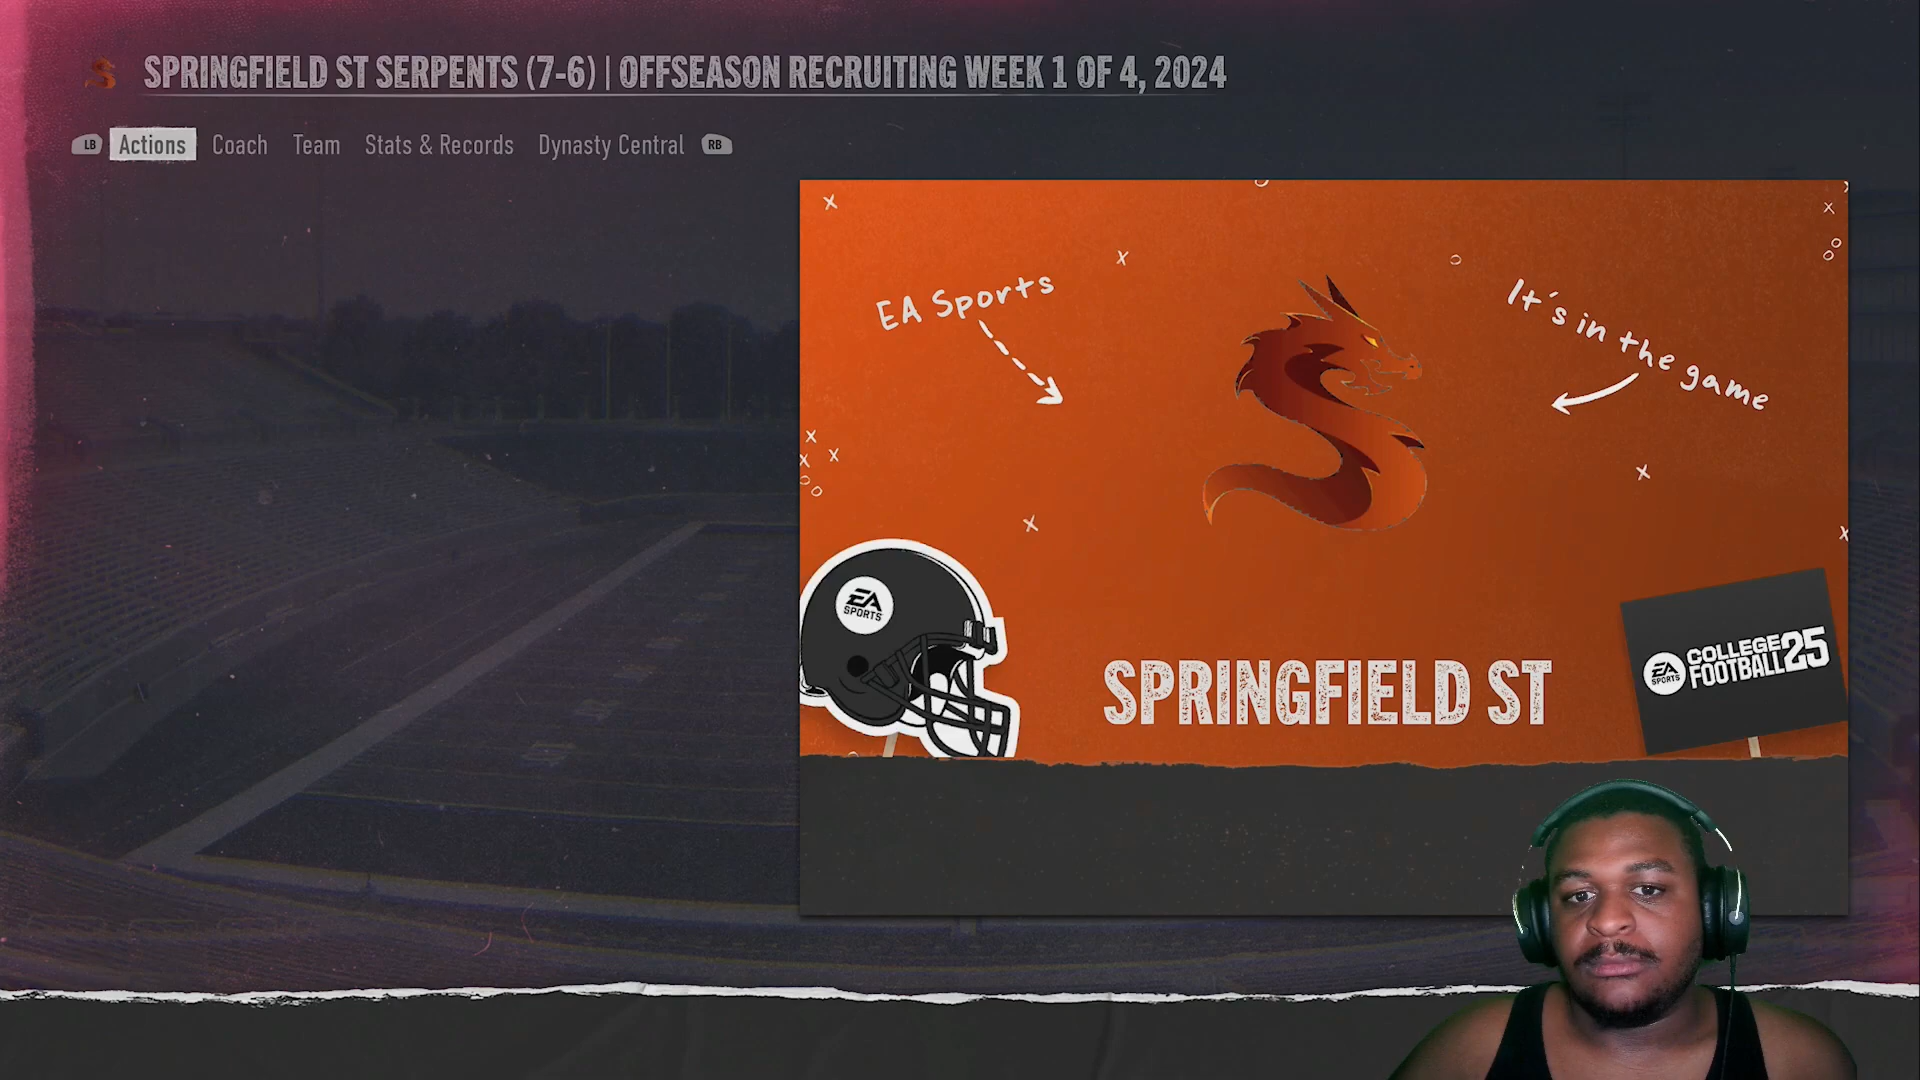 SPRINGFIELD ST SERPENTS (7-6) | OFFSEASON RECRUITING WEEK 1 OF 4, 2024
LB Actions Coach Team Stats & Records Dynasty Central RB
EA Sports
It's in the game
EA
SPORTS
SPRINGFIELD ST
EA
SPORTS
COLLEGE
FOOTBALL 25